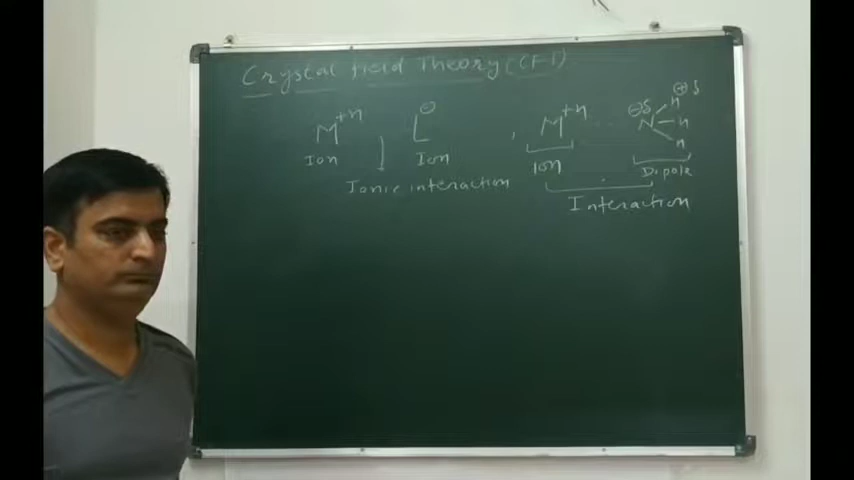 Crystal field Theory (CFT)
M+n L⊖ , M+n ⊖δ N H ⊕δ H H
Ion Ion Ion Dipole
Ionic interaction Interaction